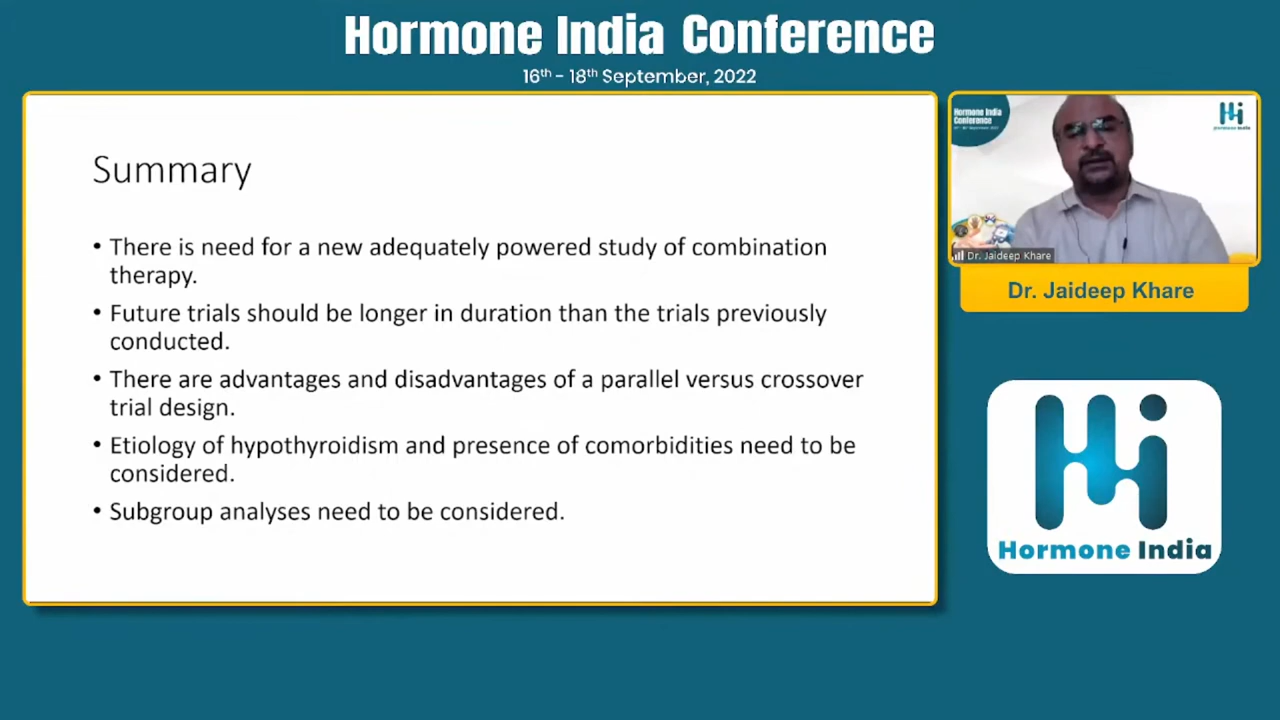 Hormone India Conference
16th - 18th September, 2022
Summary
• There is need for a new adequately powered study of combination
therapy.
• Future trials should be longer in duration than the trials previously
conducted.
• There are advantages and disadvantages of a parallel versus crossover
trial design.
• Etiology of hypothyroidism and presence of comorbidities need to be
considered.
• Subgroup analyses need to be considered.
Hormone India
Conference
Hormone India
Dr. Jaideep Khare
Dr. Jaideep Khare
Hi
Hormone India